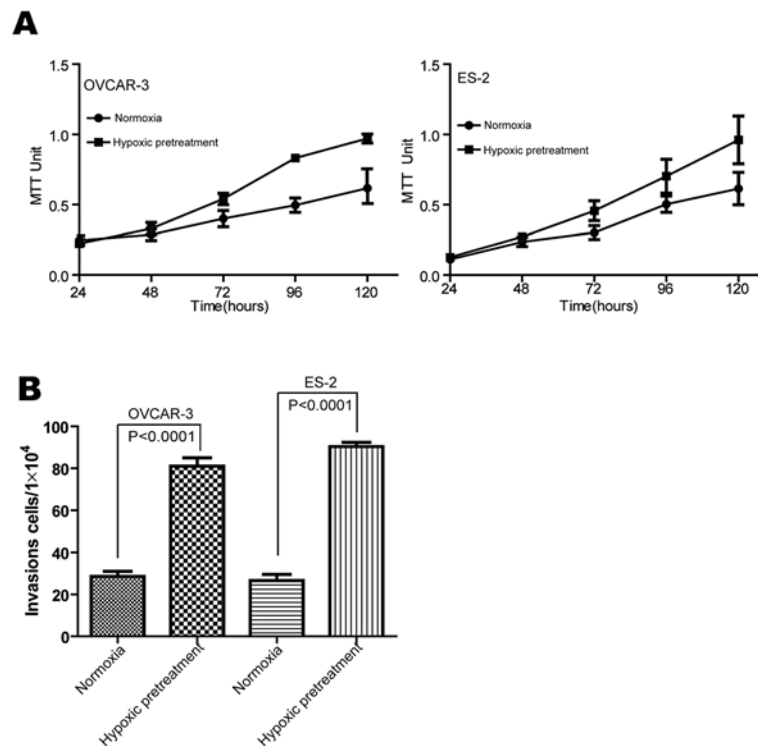 A
OVCAR-3
Normoxia
Hypoxic pretreatment
MTT Unit
1.5
1.0
0.5
0.0
24 48 72 96 120
Time(hours)
ES-2
Normoxia
Hypoxic pretreatment
MTT Unit
1.5
1.0
0.5
0.0
24 48 72 96 120
Time(hours)
B
OVCAR-3
P<0.0001
ES-2
P<0.0001
Invasions cells/1×10⁴
100
80
60
40
20
0
Normoxia
Hypoxic pretreatment
Normoxia
Hypoxic pretreatment